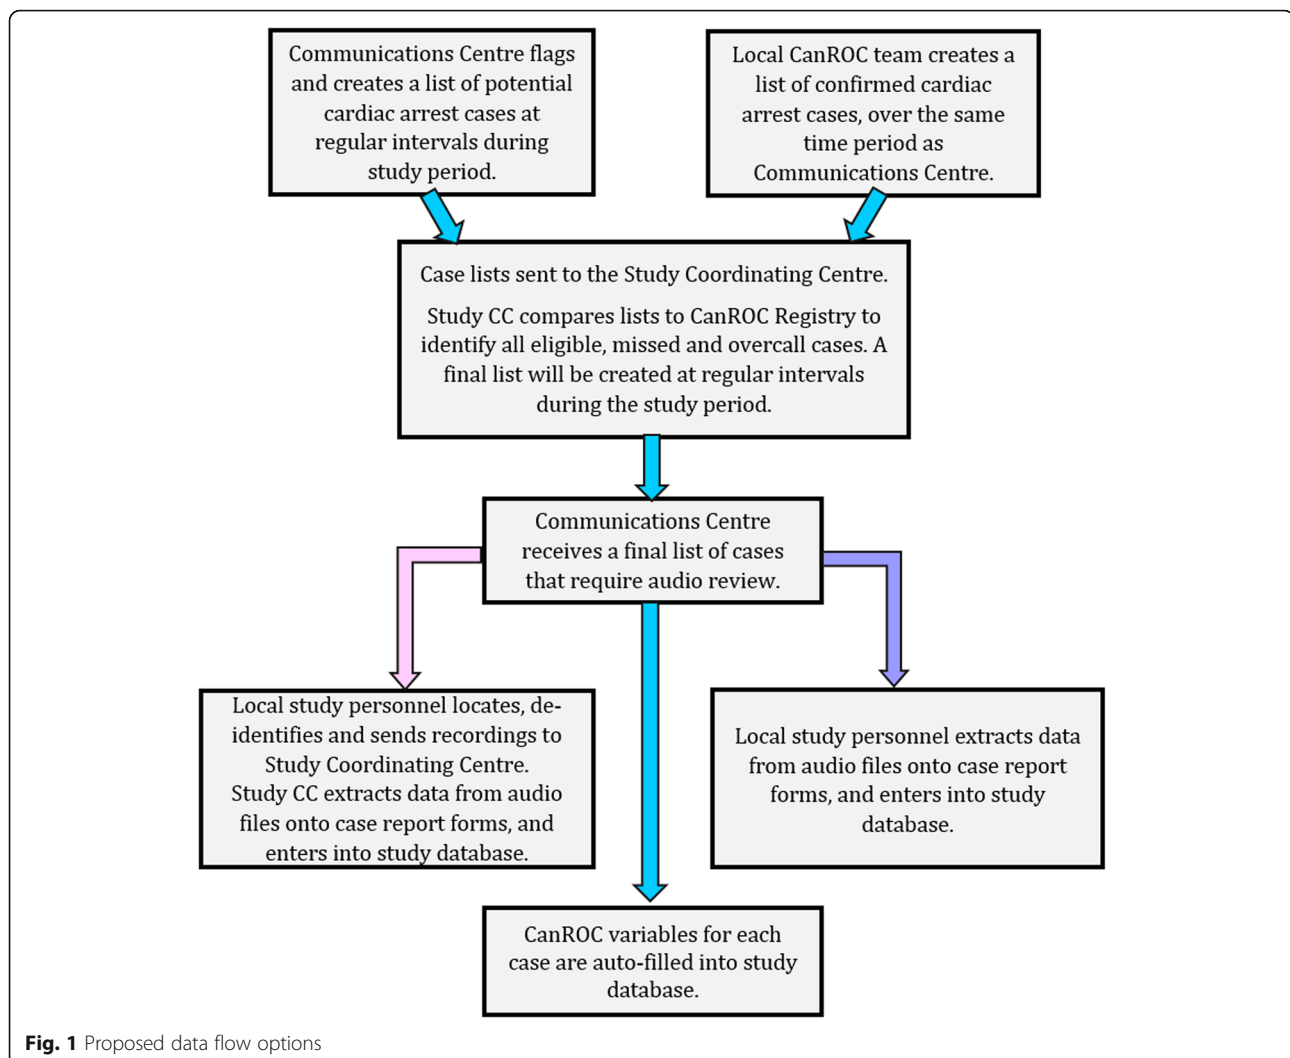 Communications Centre flags
and creates a list of potential
cardiac arrest cases at
regular intervals during
study period.
Local CanROC team creates a
list of confirmed cardiac
arrest cases, over the same
time period as
Communications Centre.
Case lists sent to the Study Coordinating Centre.
Study CC compares lists to CanROC Registry to
identify all eligible, missed and overcall cases. A
final list will be created at regular intervals
during the study period.
Communications Centre
receives a final list of cases
that require audio review.
Local study personnel locates, de-
identifies and sends recordings to
Study Coordinating Centre.
Study CC extracts data from audio
files onto case report forms, and
enters into study database.
Local study personnel extracts data
from audio files onto case report
forms, and enters into study
database.
CanROC variables for each
case are auto-filled into study
database.
Fig. 1 Proposed data flow options